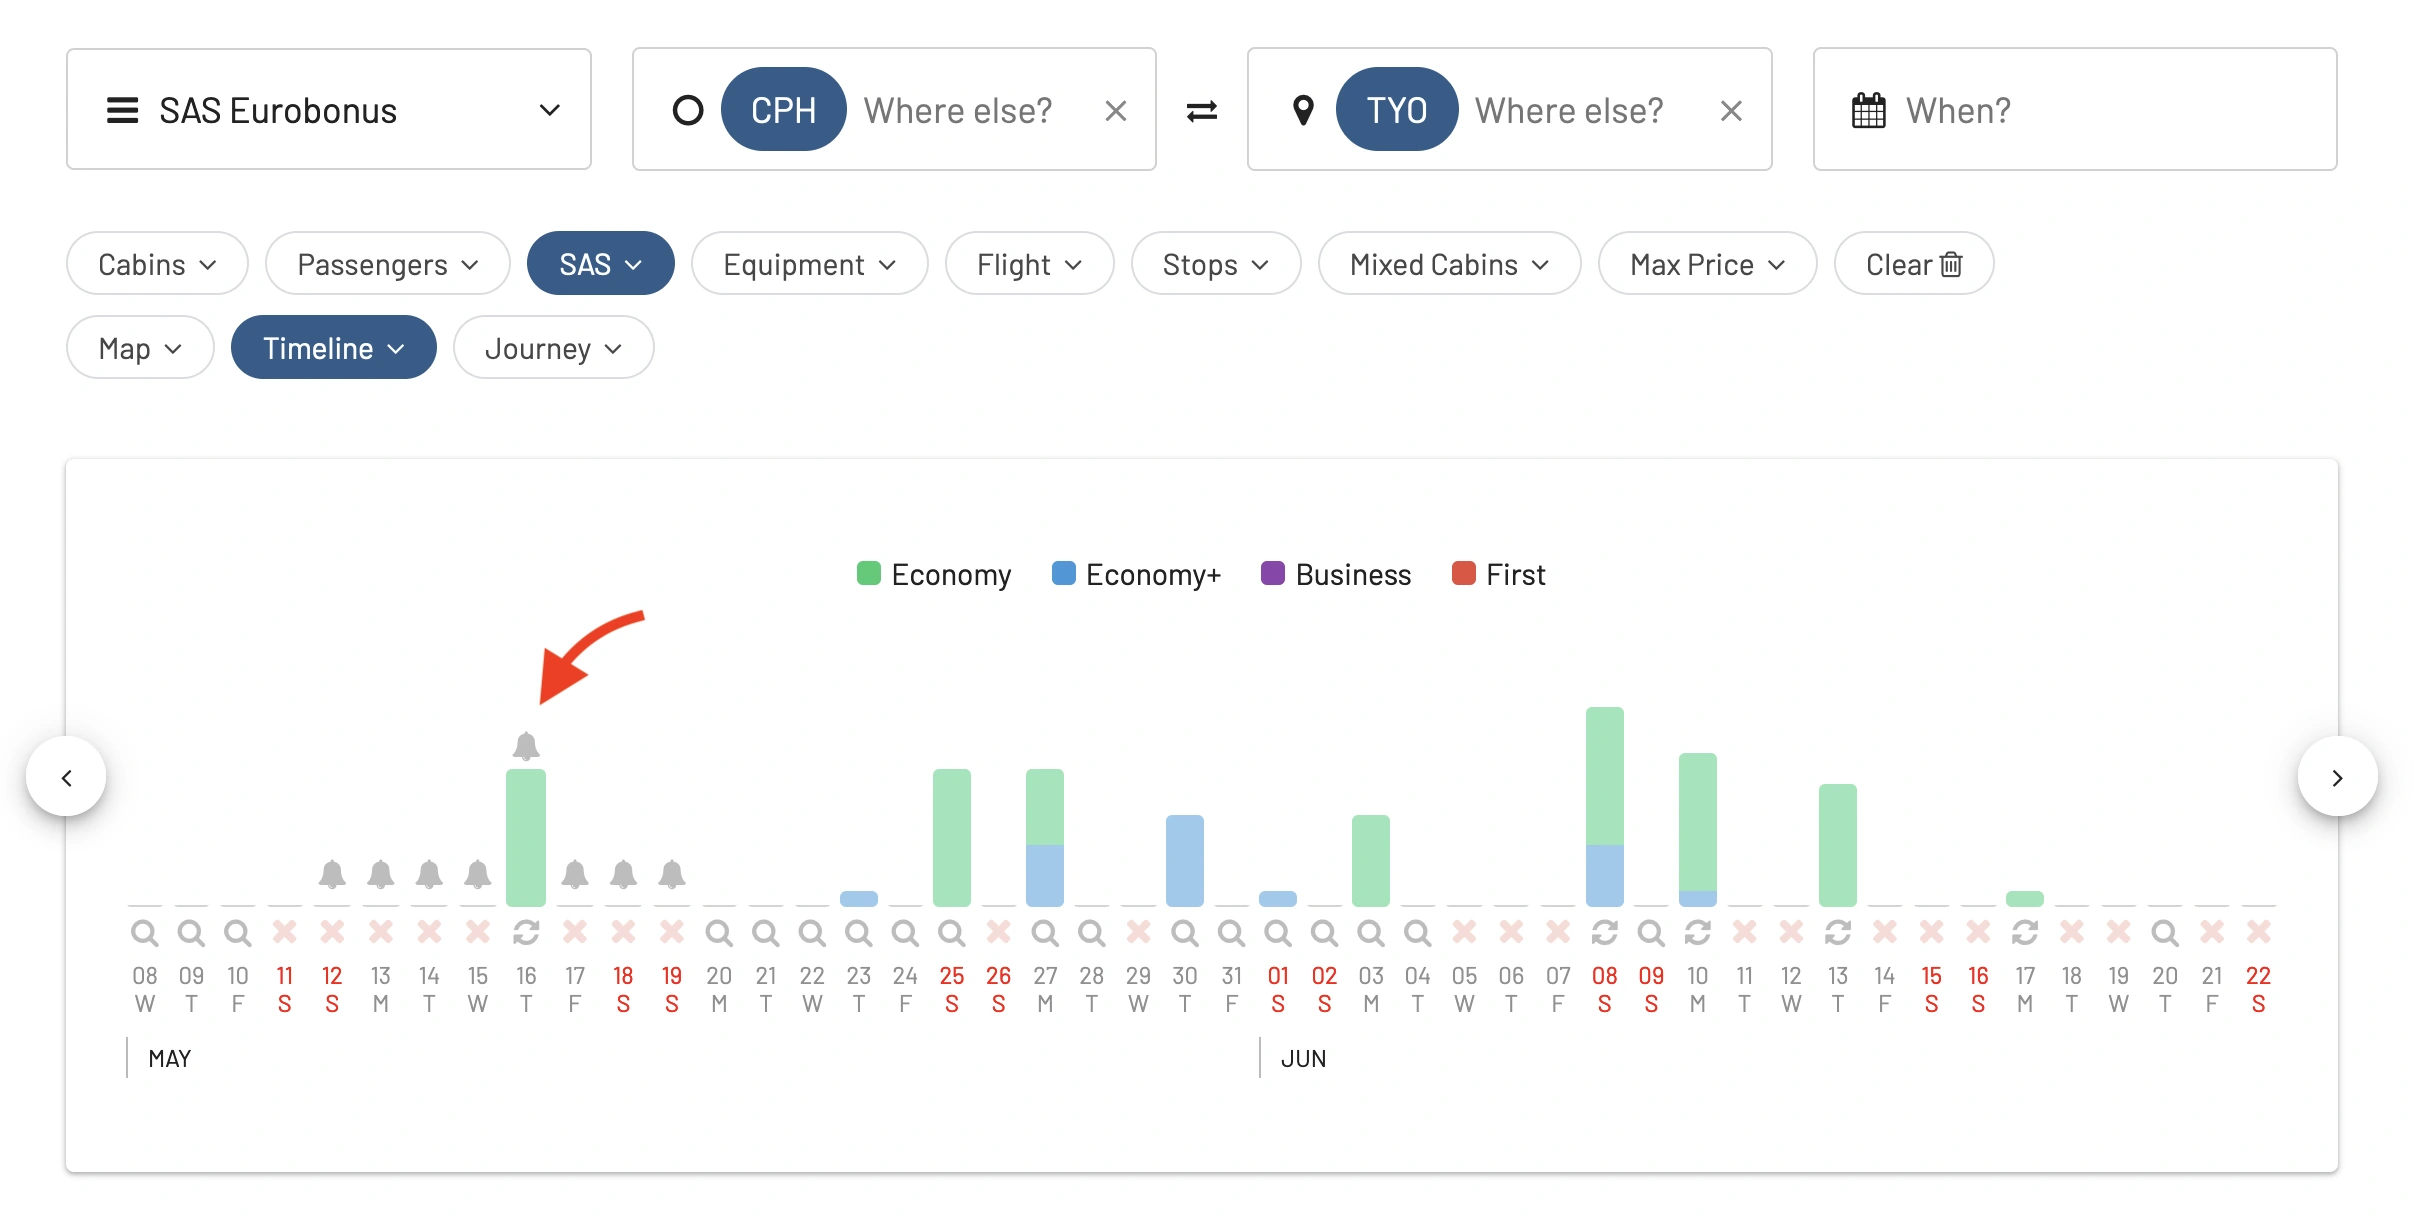 SAS Eurobonus
CPH Where else?
TYO Where else?
When?
Cabins Passengers SAS Equipment Flight Stops Mixed Cabins Max Price Clear
Map Timeline Journey
Economy Economy+ Business First
08 09 10 11 12 13 14 15 16 17 18 19 20 21 22 23 24 25 26 27 28 29 30 31 01 02 03 04 05 06 07 08 09 10 11 12 13 14 15 16 17 18 19 20 21 22
W T F S S M T W T F S S M T W T F S S M T W T F S S M T W T F S S M T W T F S S M T W T F S
MAY JUN